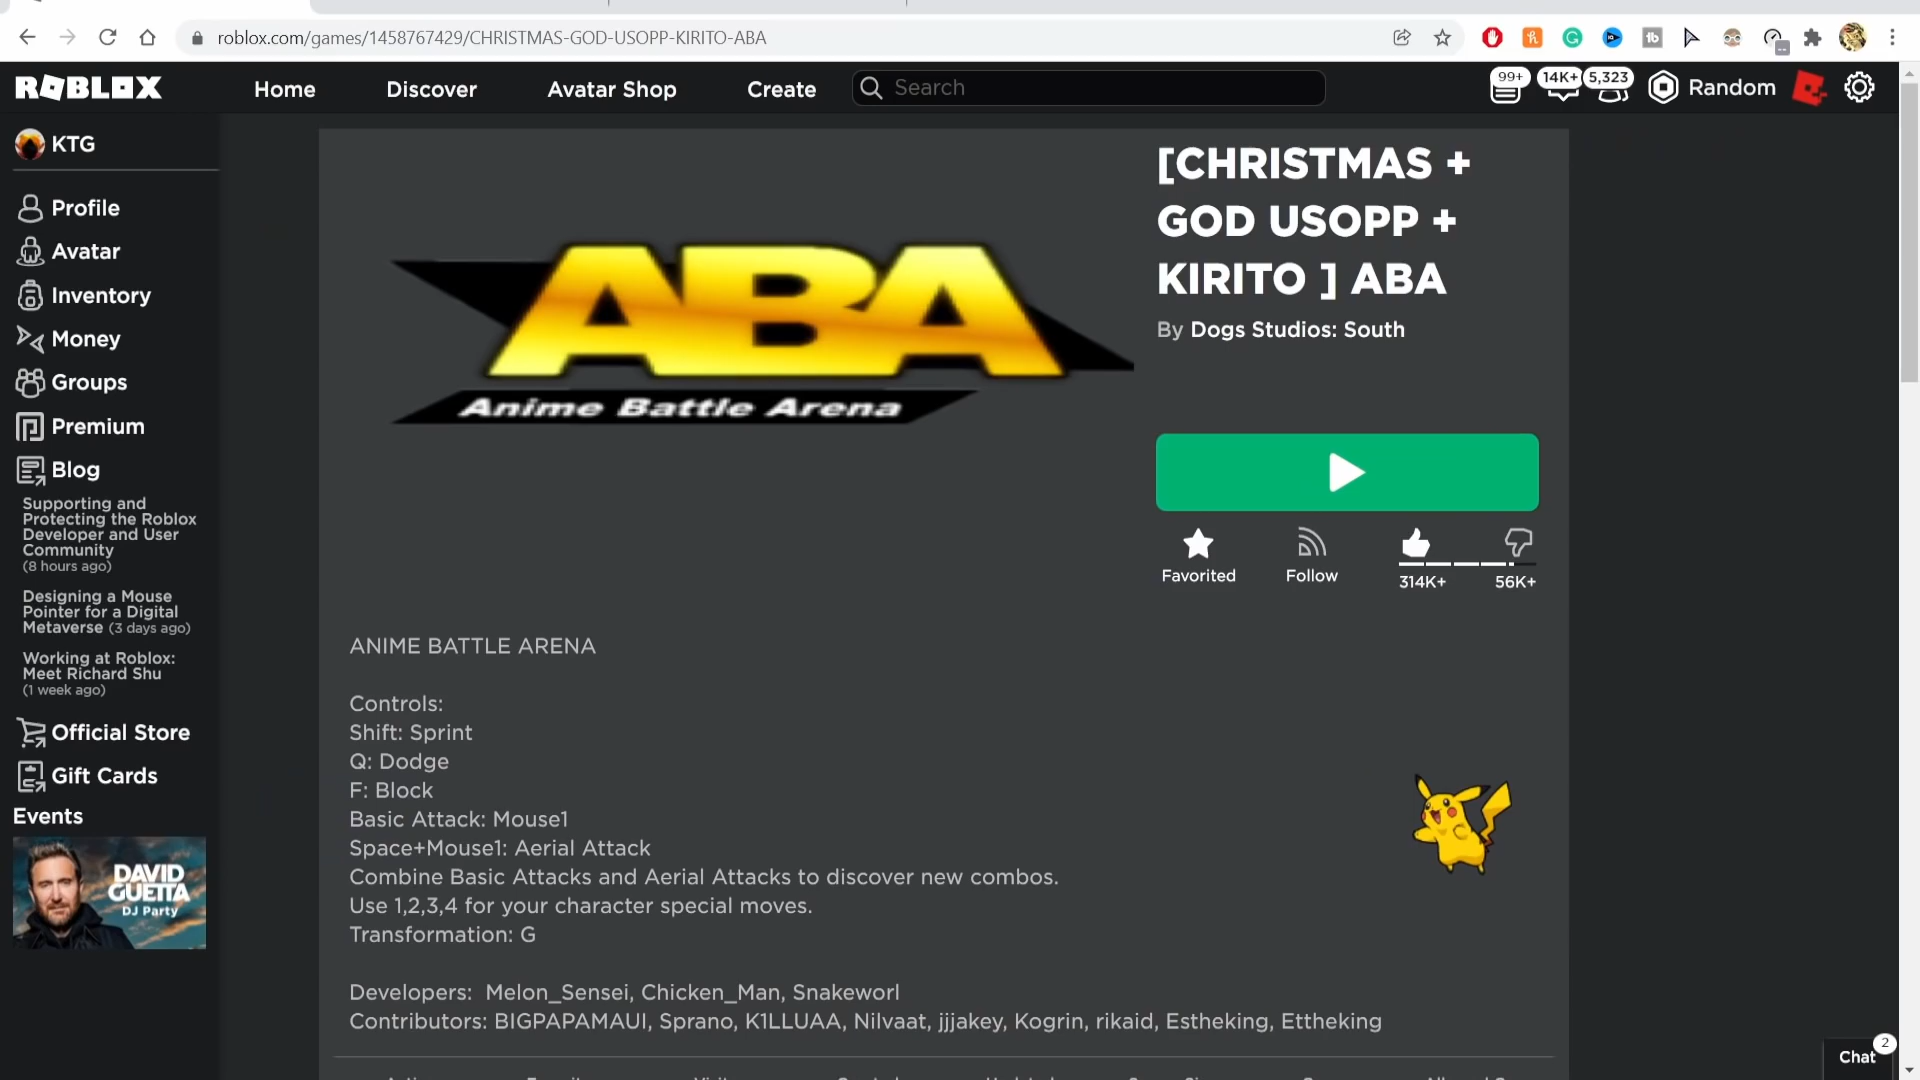 roblox.com/games/1458767429/CHRISTMAS-GOD-USOPP-KIRITO-ABA
ROBLOX
Home
Discover
Avatar Shop
Create
Search
99+
14K+
5,323
Random
KTG
Profile
Avatar
Inventory
Money
Groups
Premium
Blog
Supporting and
Protecting the Roblox
Developer and User
Community
(8 hours ago)
Designing a Mouse
Pointer for a Digital
Metaverse (3 days ago)
Working at Roblox:
Meet Richard Shu
(1 week ago)
Official Store
Gift Cards
Events
DAVID
GUETTA
DJ Party
ABA
Anime Battle Arena
[CHRISTMAS +
GOD USOPP +
KIRITO ] ABA
By Dogs Studios: South
Favorited
Follow
314K+
56K+
ANIME BATTLE ARENA
Controls:
Shift: Sprint
Q: Dodge
F: Block
Basic Attack: Mouse1
Space+Mouse1: Aerial Attack
Combine Basic Attacks and Aerial Attacks to discover new combos.
Use 1,2,3,4 for your character special moves.
Transformation: G
Developers:  Melon_Sensei, Chicken_Man, Snakeworl
Contributors: BIGPAPAMAUI, Sprano, K1LLUAA, Nilvaat, jjjakey, Kogrin, rikaid, Estheking, Ettheking
Chat
2